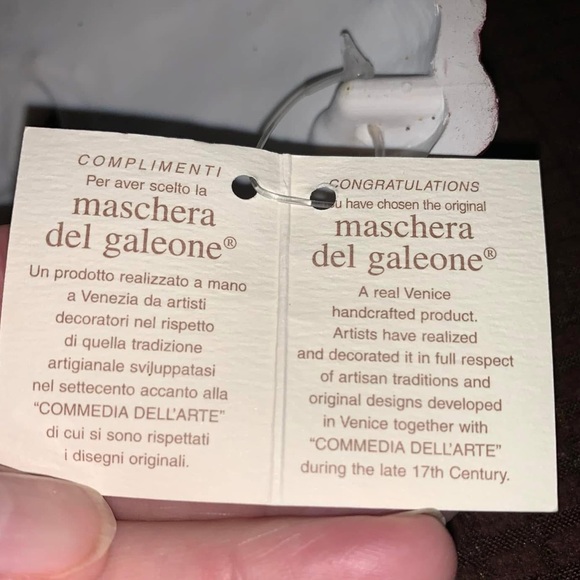 COMPLIMENTI
Per aver scelto la
maschera
del galeone®
Un prodotto realizzato a mano
a Venezia da artisti
decoratori nel rispetto
di quella tradizione
artigianale sviluppatasi
nel settecento accanto alla
“COMMEDIA DELL'ARTE”
di cui si sono rispettati
i disegni originali.
CONGRATULATIONS
u have chosen the original
maschera
del galeone®
A real Venice
handcrafted product.
Artists have realized
and decorated it in full respect
of artisan traditions and
original designs developed
in Venice together with
“COMMEDIA DELL'ARTE”
during the late 17th Century.